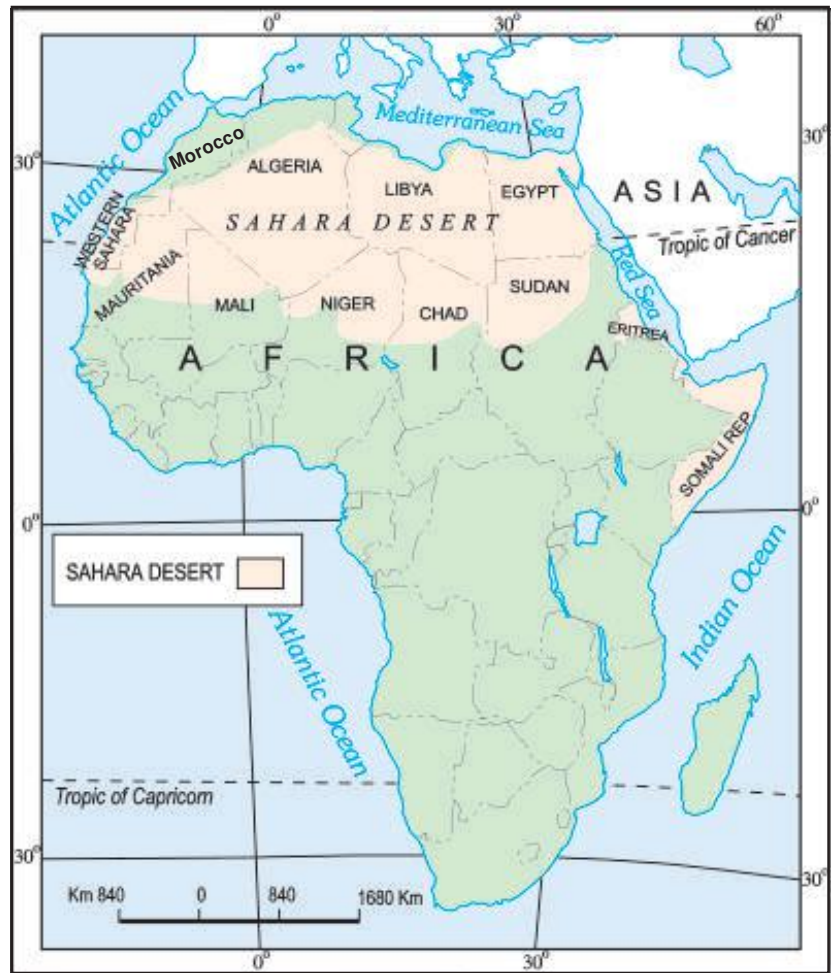 0°
30°
60°
Atlantic Ocean
Mediterranean Sea
Morocco
30°
30°
ALGERIA
LIBYA
EGYPT
ASIA
SAHARA DESERT
WESTERN
SAHARA
Tropic of Cancer
Red Sea
MAURITANIA
MALI
NIGER
CHAD
SUDAN
ERITREA
AFRICA
SOMALI REP
0°
0°
SAHARA DESERT
Atlantic Ocean
Indian Ocean
Tropic of Capricorn
30°
30°
Km 840 0 840 1680 Km
0°
30°